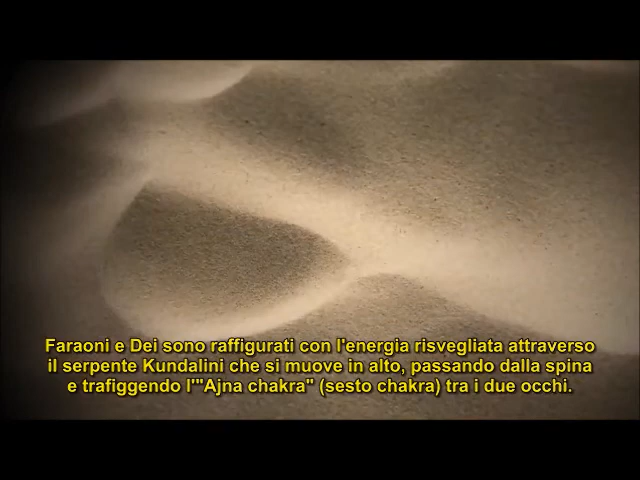 Faraoni e Dei sono raffigurati con l'energia risvegliata attraverso
il serpente Kundalini che si muove in alto, passando dalla spina
e trafiggendo l'"Ajna chakra" (sesto chakra) tra i due occhi.